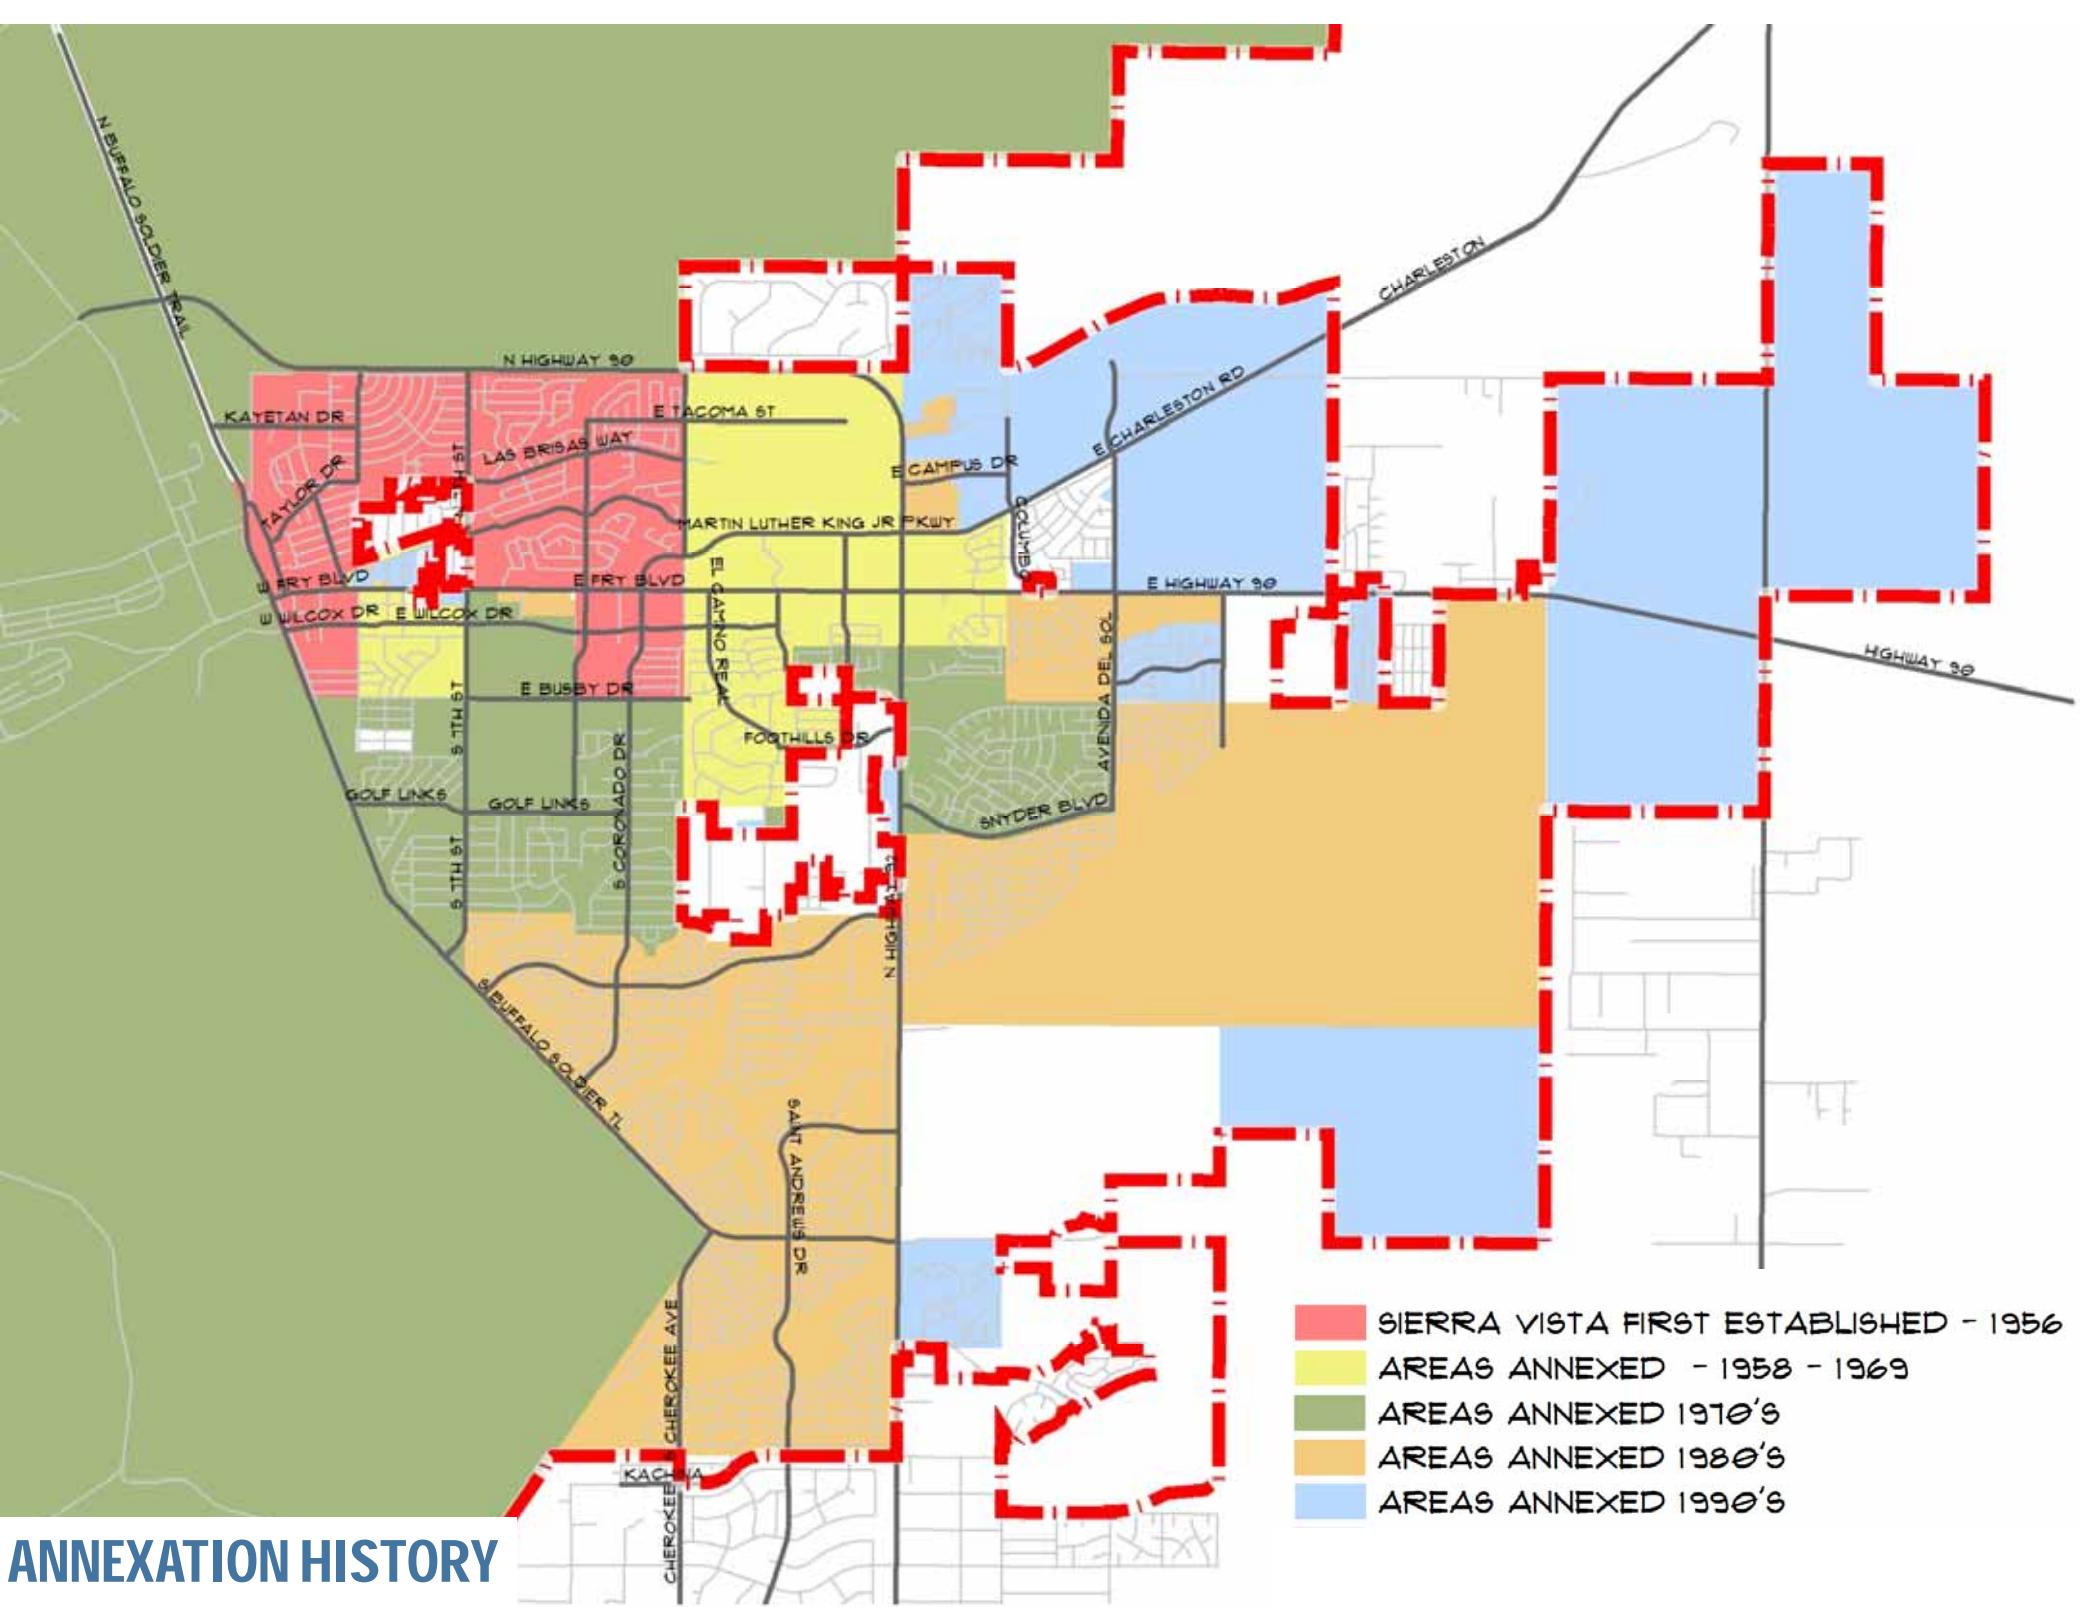 N BUFFALO SOLDIER TRAIL
CHARLESTON
N HIGHWAY 90
KAYETAN DR
E TACOMA ST
E CHARLESTON RD
LAS BRISAS WAY
N 7TH ST
TAYLOR DR
E CAMPUS DR
COLUMBO
MARTIN LUTHER KING JR PKWY
E FRY BLVD
E FRY BLVD
E HIGHWAY 90
E WILCOX DR
E WILCOX DR
EL CAMINO REAL
AVENIDA DEL SOL
HIGHWAY 90
E BUSBY DR
S 7TH ST
FOOTHILLS DR
S CORONADO DR
GOLF LINKS
GOLF LINKS
SNYDER BLVD
S 7TH ST
N HIGHWAY 92
S BUFFALO SOLDIER TL
SAINT ANDREWS DR
S CHEROKEE AVE
KACHINA
CHEROKEE
SIERRA VISTA FIRST ESTABLISHED - 1956
AREAS ANNEXED - 1958 - 1969
AREAS ANNEXED 1970'S
AREAS ANNEXED 1980'S
AREAS ANNEXED 1990'S
ANNEXATION HISTORY